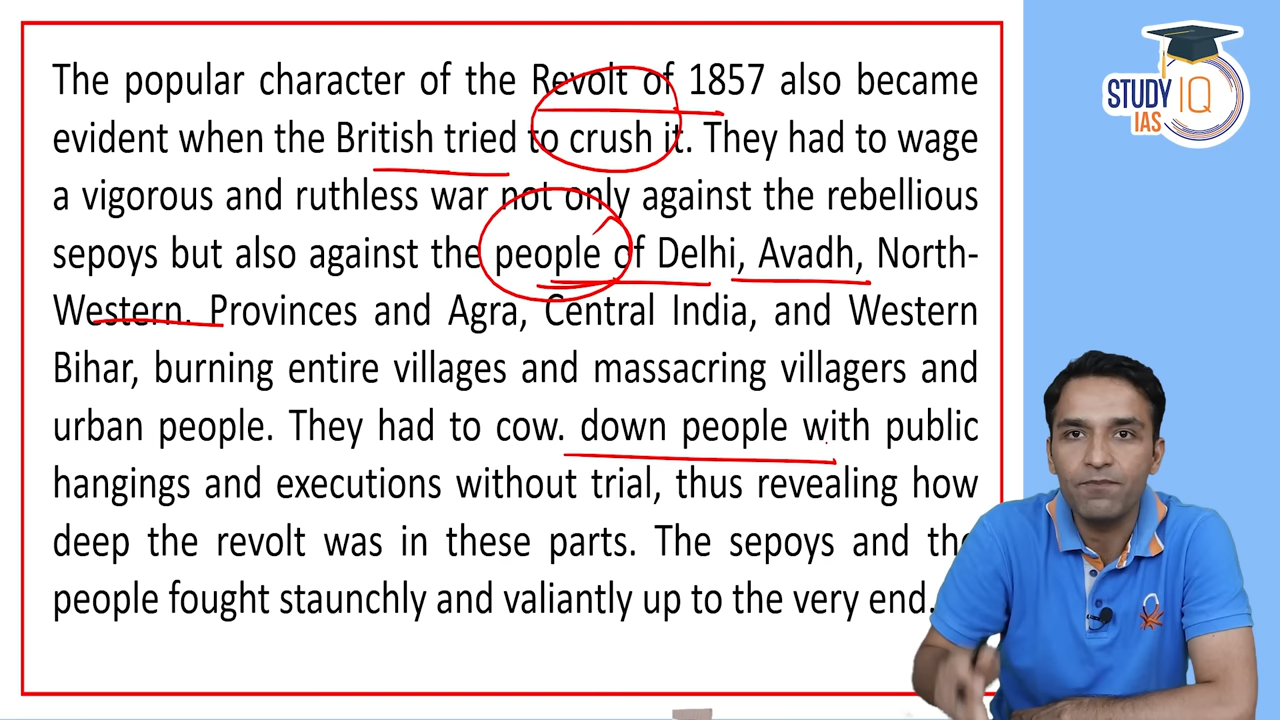 The popular character of the Revolt of 1857 also became
evident when the British tried to crush it. They had to wage
a vigorous and ruthless war not only against the rebellious
sepoys but also against the people of Delhi, Avadh, North-
Western. Provinces and Agra, Central India, and Western
Bihar, burning entire villages and massacring villagers and
urban people. They had to cow. down people with public
hangings and executions without trial, thus revealing how
deep the revolt was in these parts. The sepoys and the
people fought staunchly and valiantly up to the very end.
STUDY IQ
IAS